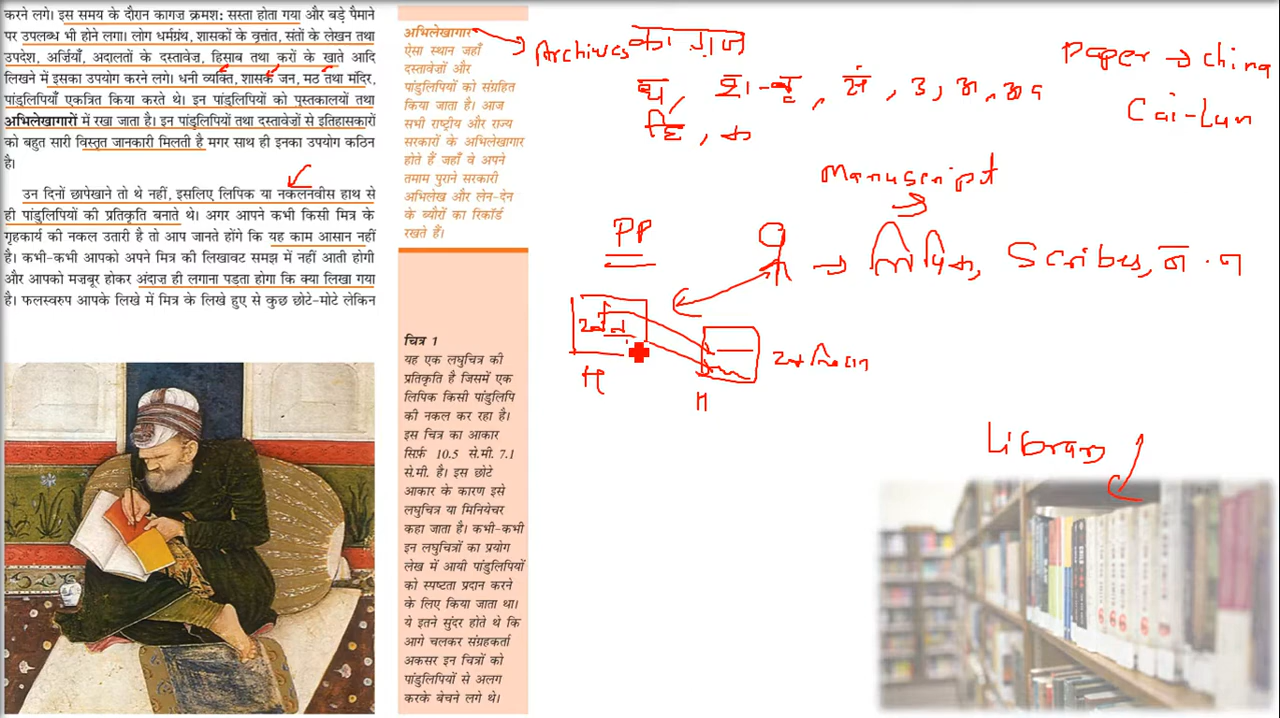 करने लगे। इस समय के दौरान कागज़ क्रमश: सस्ता होता गया और बड़े पैमाने
पर उपलब्ध भी होने लगा। लोग धर्मग्रंथ, शासकों के वृत्तांत, संतों के लेखन तथा
उपदेश, अर्जियाँ, अदालतों के दस्तावेज़, हिसाब तथा करों के खाते आदि
लिखने में इसका उपयोग करने लगे। धनी व्यक्ति, शासक जन, मठ तथा मंदिर,
पांडुलिपियाँ एकत्रित किया करते थे। इन पांडुलिपियों को पुस्तकालयों तथा
अभिलेखागारों में रखा जाता है। इन पांडुलिपियों तथा दस्तावेज़ों से इतिहासकारों
को बहुत सारी विस्तृत जानकारी मिलती है मगर साथ ही इनका उपयोग कठिन
है।
उन दिनों छापेखाने तो थे नहीं, इसलिए लिपिक या नकलनवीस हाथ से
ही पांडुलिपियों की प्रतिकृति बनाते थे। अगर आपने कभी किसी मित्र के
गृहकार्य की नकल उतारी है तो आप जानते होंगे कि यह काम आसान नहीं
है। कभी-कभी आपको अपने मित्र की लिखावट समझ में नहीं आती होगी
और आपको मजबूर होकर अंदाज़ ही लगाना पड़ता होगा कि क्या लिखा गया
है। फलस्वरुप आपके लिखे में मित्र के लिखे हुए से कुछ छोटे-मोटे लेकिन
अभिलेखागार
ऐसा स्थान जहाँ
दस्तावेज़ों और
पांडुलिपियों को संग्रहित
किया जाता है। आज
सभी राष्ट्रीय और राज्य
सरकारों के अभिलेखागार
होते हैं जहाँ वे अपने
तमाम पुराने सरकारी
अभिलेख और लेन-देन
के ब्यौरों का रिकॉर्ड
रखते हैं।
चित्र 1
यह एक लघुचित्र की
प्रतिकृति है जिसमें एक
लिपिक किसी पांडुलिपि
की नकल कर रहा है।
इस चित्र का आकार
सिर्फ़ 10.5 से.मी. 7.1
से.मी. है। इस छोटे
आकार के कारण इसे
लघुचित्र या मिनियेचर
कहा जाता है। कभी-कभी
इन लघुचित्रों का प्रयोग
लेख में आयी पांडुलिपियों
को स्पष्टता प्रदान करने
के लिए किया जाता था।
ये इतने सुंदर होते थे कि
आगे चलकर संग्रहकर्ता
अकसर इन चित्रों को
पांडुलिपियों से अलग
करके बेचने लगे थे।
Archives कागज
Paper → china
Cai-Lun
Manuscript
PP
लिपिक, Scribes, न. न
H
H
Library